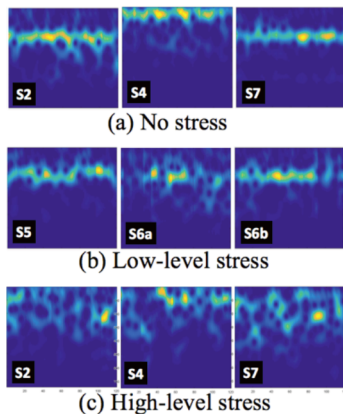 S2 S4 S7
(a) No stress
S5 S6a S6b
(b) Low-level stress
S2 S4 S7
(c) High-level stress